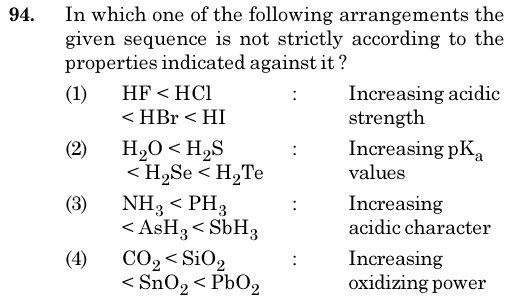 94. In which one of the following arrangements the
given sequence is not strictly according to the
properties indicated against it ?
(1) HF < HCl : Increasing acidic
< HBr < HI strength
(2) H₂O < H₂S : Increasing pKₐ
< H₂Se < H₂Te values
(3) NH₃ < PH₃ : Increasing
< AsH₃ < SbH₃ acidic character
(4) CO₂ < SiO₂ : Increasing
< SnO₂ < PbO₂ oxidizing power